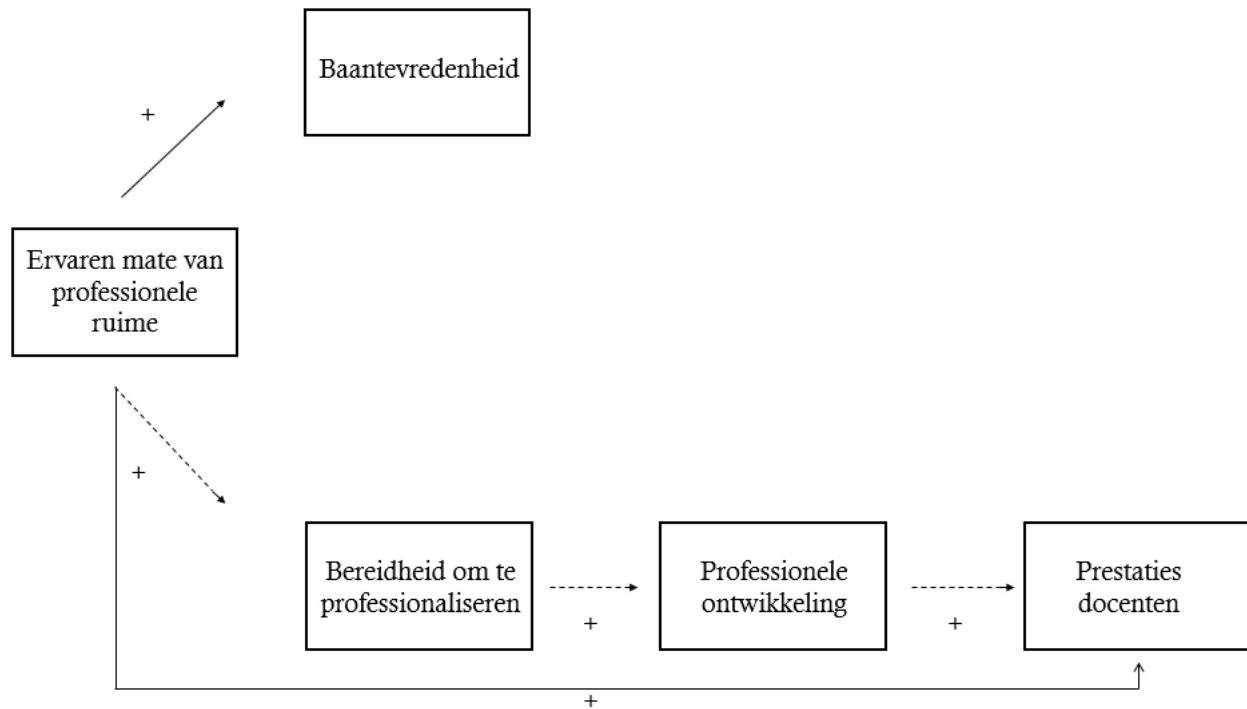 Baantevredenheid
+
Ervaren mate van
professionele
ruime
+
Bereidheid om te
professionaliseren
+
Professionele
ontwikkeling
+
Prestaties
docenten
+